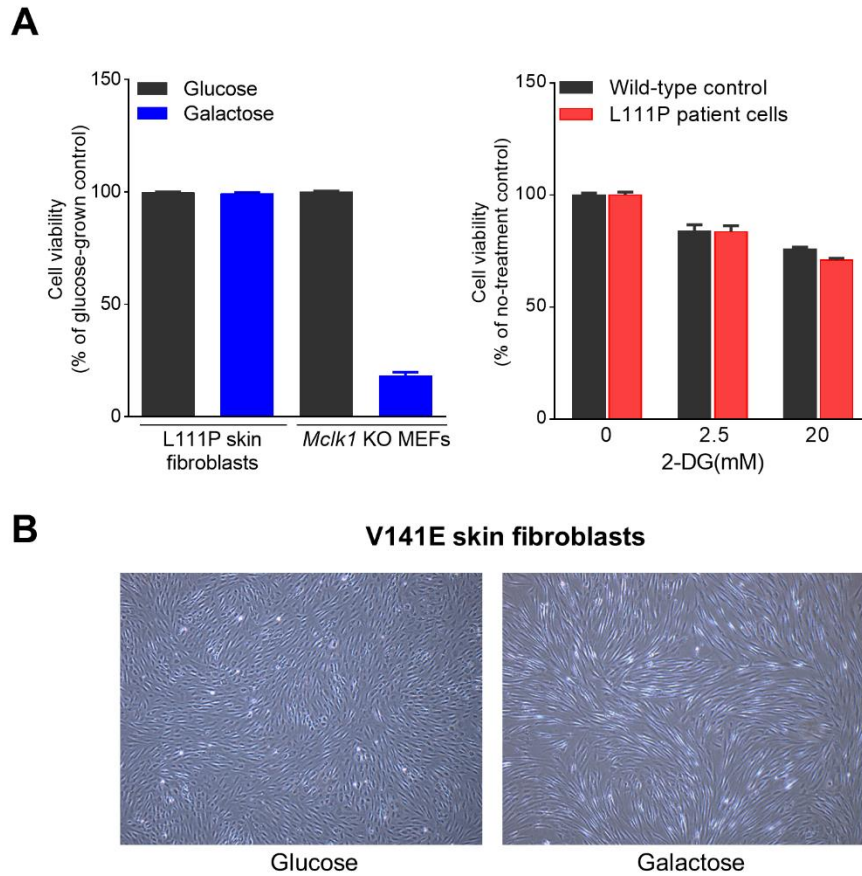 A
150
100
50
0
Cell viability
(% of glucose-grown control)
Glucose
Galactose
L111P skin
fibroblasts
Mclk1 KO MEFs
150
100
50
0
Cell viability
(% of no-treatment control)
Wild-type control
L111P patient cells
0 2.5 20
2-DG(mM)
B
V141E skin fibroblasts
Glucose Galactose